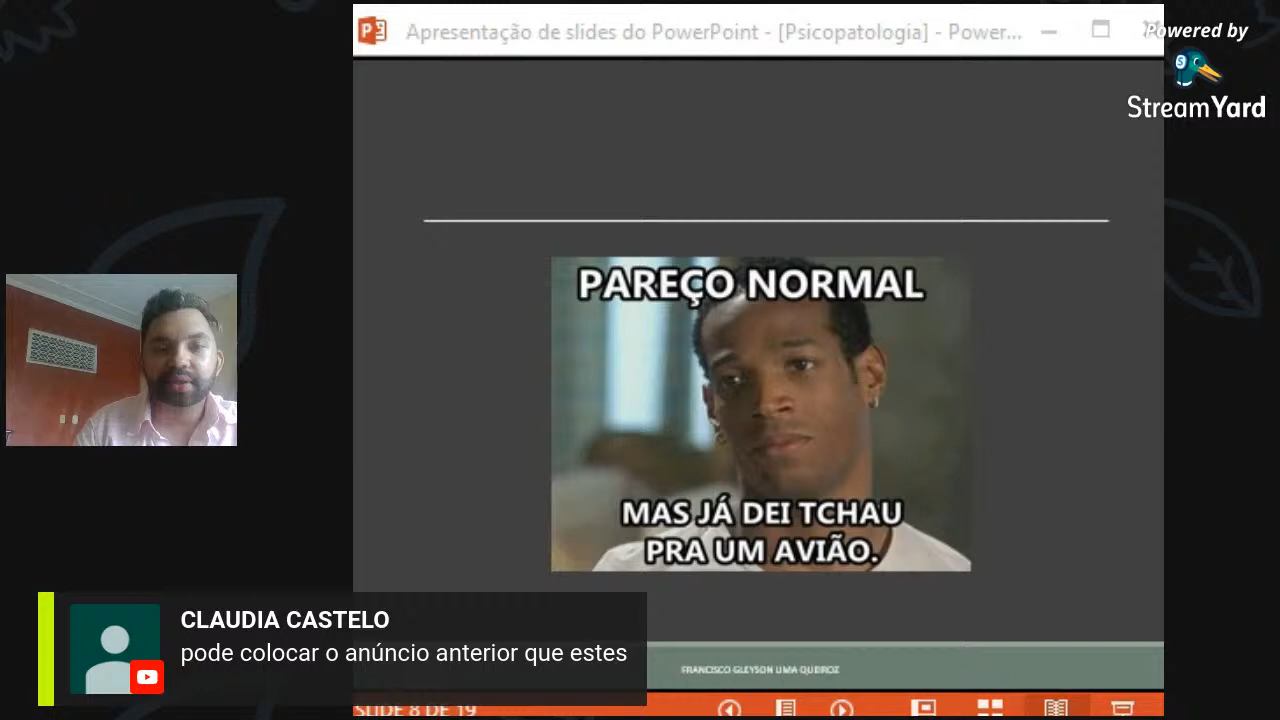 Apresentação de slides do PowerPoint - [Psicopatologia] - Power...
Powered by
StreamYard
PAREÇO NORMAL
MAS JÁ DEI TCHAU
PRA UM AVIÃO.
CLAUDIA CASTELO
pode colocar o anúncio anterior que estes
FRANCISCO GLEYSON LIMA QUEIROZ
SLIDE 8 DE 19